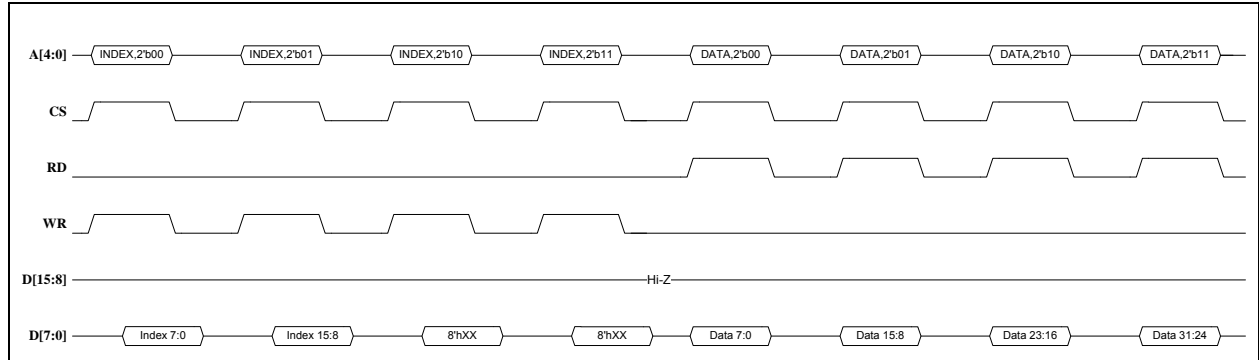 A[4:0] INDEX,2'b00 INDEX,2'b01 INDEX,2'b10 INDEX,2'b11 DATA,2'b00 DATA,2'b01 DATA,2'b10 DATA,2'b11
CS
RD
WR
D[15:8] Hi-Z
D[7:0] Index 7:0 Index 15:8 8'hXX 8'hXX Data 7:0 Data 15:8 Data 23:16 Data 31:24